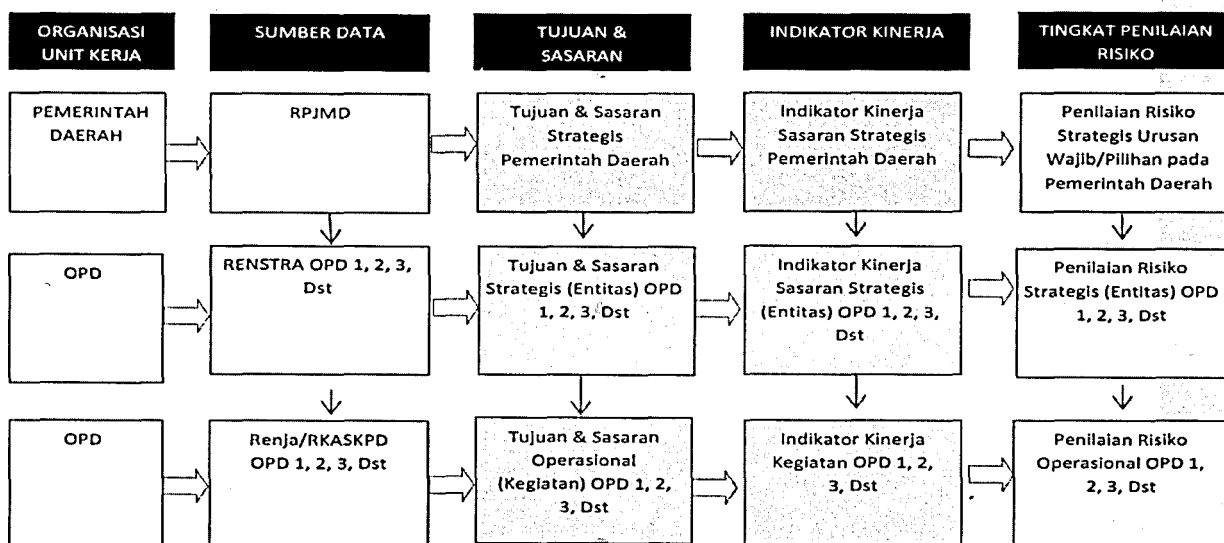 ORGANISASI
UNIT KERJA
SUMBER DATA
TUJUAN &
SASARAN
INDIKATOR KINERJA
TINGKAT PENILAIAN
RISIKO
PEMERINTAH
DAERAH
RPJMD
Tujuan & Sasaran
Strategis
Pemerintah Daerah
Indikator Kinerja
Sasaran Strategis
Pemerintah Daerah
Penilaian Risiko
Strategis Urusan
Wajib/Pilihan pada
Pemerintah Daerah
OPD
RENSTRA OPD 1, 2, 3,
Dst
Tujuan & Sasaran
Strategis (Entitas) OPD
1, 2, 3, Dst
Indikator Kinerja
Sasaran Strategis
(Entitas) OPD 1, 2, 3,
Dst
Penilaian Risiko
Strategis (Entitas) OPD
1, 2, 3, Dst
OPD
Renja/RKASKPD
OPD 1, 2, 3, Dst
Tujuan & Sasaran
Operasional
(Kegiatan) OPD 1, 2,
3, Dst
Indikator Kinerja
Kegiatan OPD 1, 2,
3, Dst
Penilaian Risiko
Operasional OPD 1,
2, 3, Dst